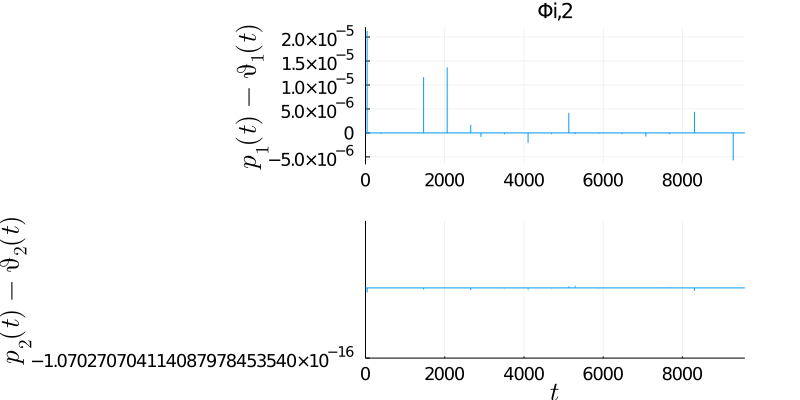 Φi,2
p₁(t) − ϑ₁(t)
2.0×10⁻⁵
1.5×10⁻⁵
1.0×10⁻⁵
5.0×10⁻⁶
0
−5.0×10⁻⁶
0 2000 4000 6000 8000
p₂(t) − ϑ₂(t)
−1.070270704114087978453540×10⁻¹⁶
0 2000 4000 6000 8000
t